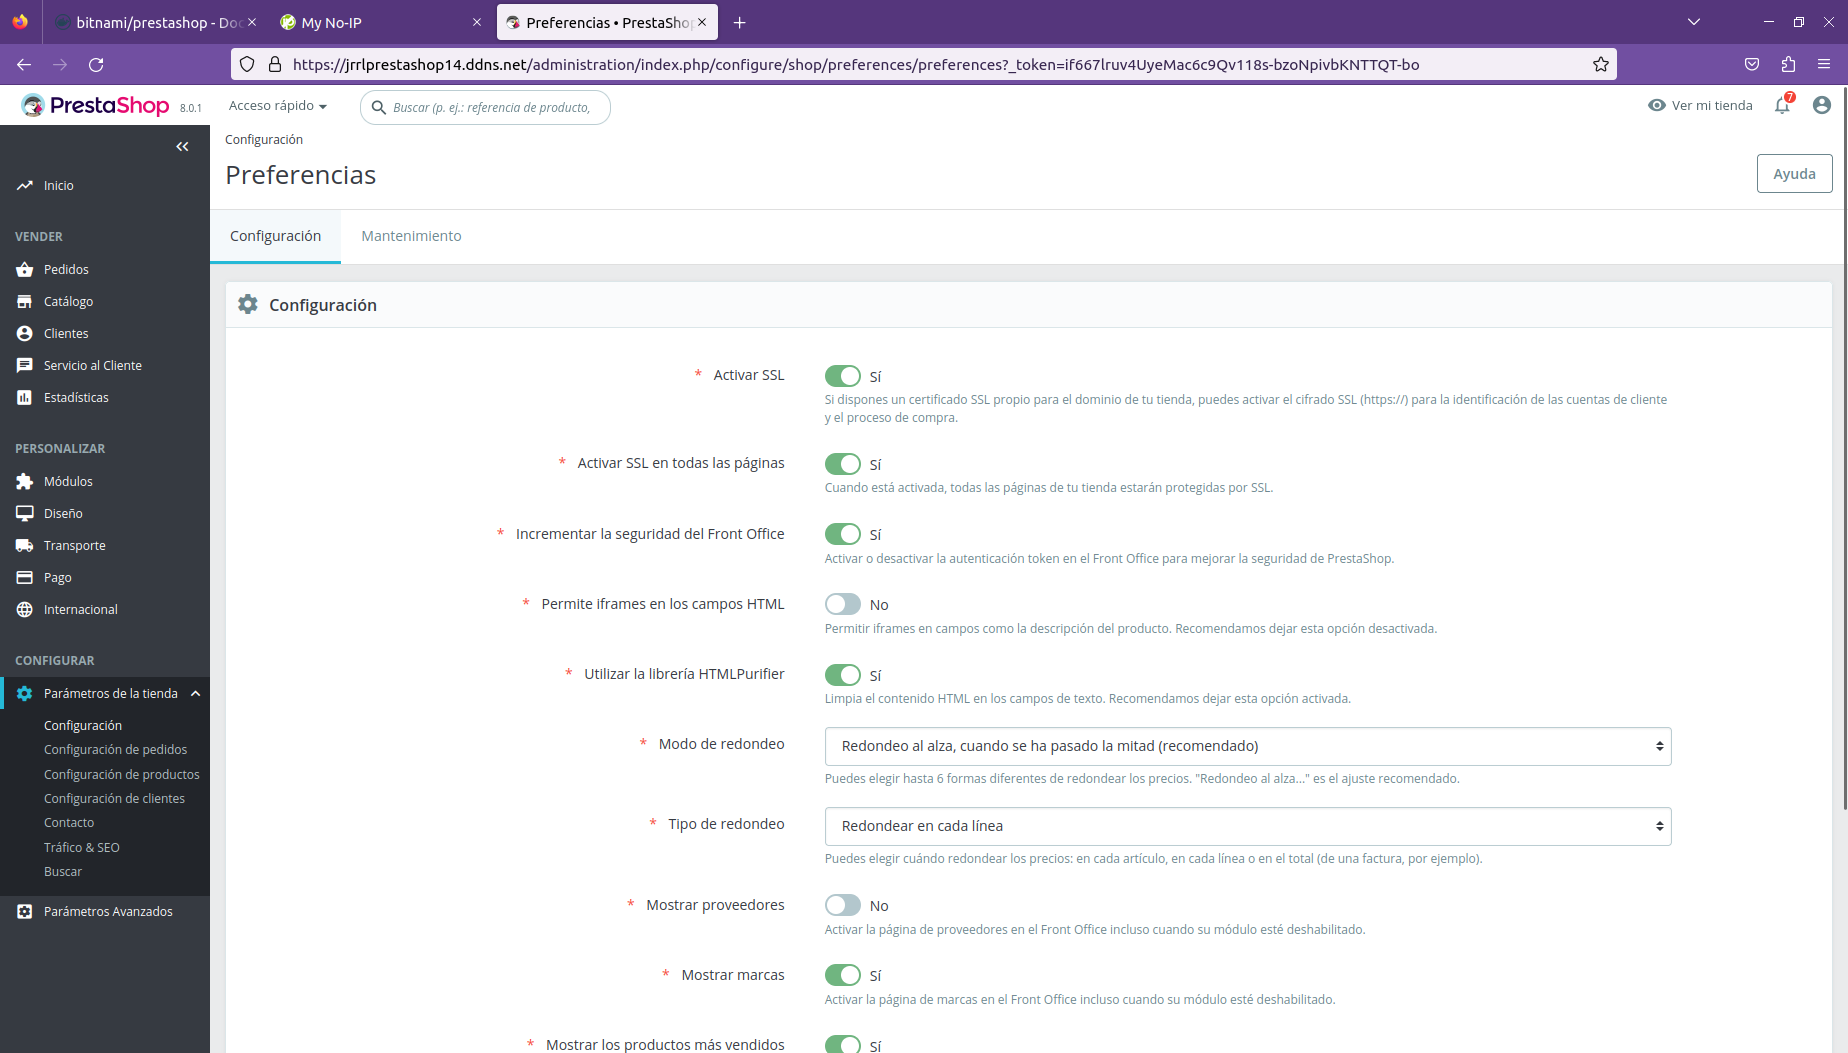 bitnami/prestashop - Doc
My No-IP
Preferencias • PrestaShop
https://jrrlprestashop14.ddns.net/administration/index.php/configure/shop/preferences/preferences?_token=if667lruv4UyeMac6c9Qv118s-bzoNpivbKNTTQT-bo
PrestaShop 8.0.1
Acceso rápido
Buscar (p. ej.: referencia de producto,
Ver mi tienda
7
Configuración
Preferencias
Ayuda
Configuración
Mantenimiento
Inicio
VENDER
Pedidos
Catálogo
Clientes
Servicio al Cliente
Estadísticas
PERSONALIZAR
Módulos
Diseño
Transporte
Pago
Internacional
CONFIGURAR
Parámetros de la tienda
Configuración
Configuración de pedidos
Configuración de productos
Configuración de clientes
Contacto
Tráfico & SEO
Buscar
Parámetros Avanzados
Configuración
* Activar SSL
Sí
Si dispones un certificado SSL propio para el dominio de tu tienda, puedes activar el cifrado SSL (https://) para la identificación de las cuentas de cliente
y el proceso de compra.
* Activar SSL en todas las páginas
Sí
Cuando está activada, todas las páginas de tu tienda estarán protegidas por SSL.
* Incrementar la seguridad del Front Office
Sí
Activar o desactivar la autenticación token en el Front Office para mejorar la seguridad de PrestaShop.
* Permite iframes en los campos HTML
No
Permitir iframes en campos como la descripción del producto. Recomendamos dejar esta opción desactivada.
* Utilizar la librería HTMLPurifier
Sí
Limpia el contenido HTML en los campos de texto. Recomendamos dejar esta opción activada.
* Modo de redondeo
Redondeo al alza, cuando se ha pasado la mitad (recomendado)
Puedes elegir hasta 6 formas diferentes de redondear los precios. "Redondeo al alza..." es el ajuste recomendado.
* Tipo de redondeo
Redondear en cada línea
Puedes elegir cuándo redondear los precios: en cada artículo, en cada línea o en el total (de una factura, por ejemplo).
* Mostrar proveedores
No
Activar la página de proveedores en el Front Office incluso cuando su módulo esté deshabilitado.
* Mostrar marcas
Sí
Activar la página de marcas en el Front Office incluso cuando su módulo esté deshabilitado.
* Mostrar los productos más vendidos
Sí